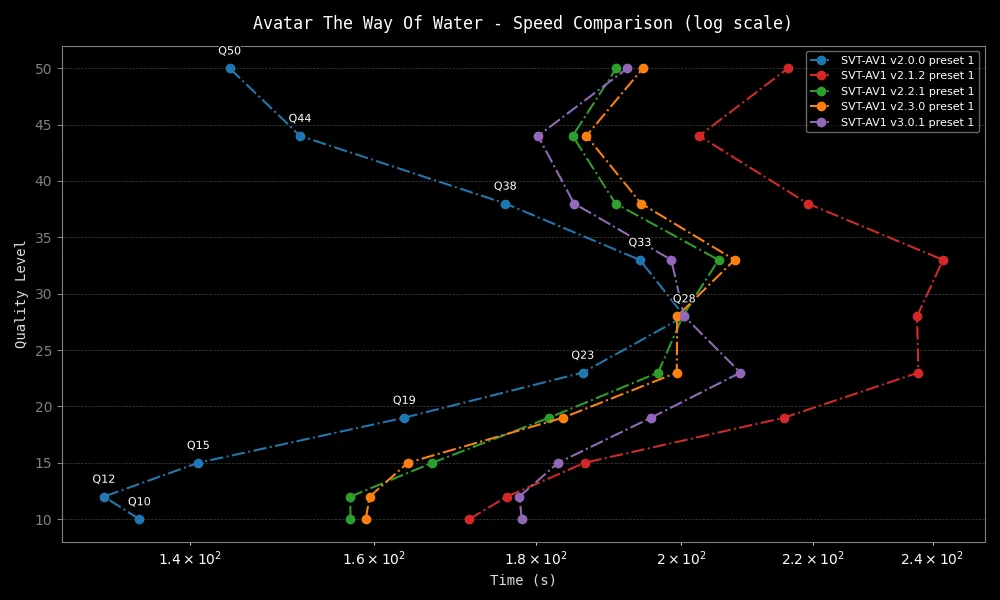 Avatar The Way Of Water - Speed Comparison (log scale)
SVT-AV1 v2.0.0 preset 1
SVT-AV1 v2.1.2 preset 1
SVT-AV1 v2.2.1 preset 1
SVT-AV1 v2.3.0 preset 1
SVT-AV1 v3.0.1 preset 1
Quality Level
50
45
40
35
30
25
20
15
10
Q50
Q44
Q38
Q33
Q28
Q23
Q19
Q15
Q12
Q10
1.4 × 10²
1.6 × 10²
1.8 × 10²
2 × 10²
2.2 × 10²
2.4 × 10²
Time (s)